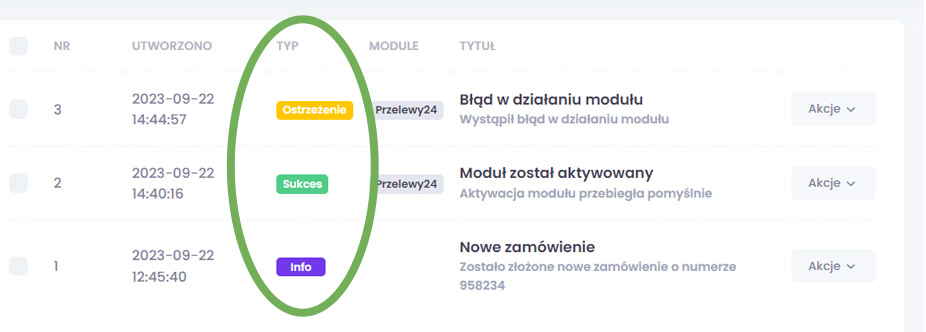 NR UTWORZONO TYP MODULE TYTUŁ
3 2023-09-22 14:44:57 Ostrzeżenie Przelewy24 Błąd w działaniu modułu
Wystąpił błąd w działaniu modułu
Akcje
2 2023-09-22 14:40:16 Sukces Przelewy24 Moduł został aktywowany
Aktywacja modułu przebiegła pomyślnie
Akcje
1 2023-09-22 12:45:40 Info Nowe zamówienie
Zostało złożone nowe zamówienie o numerze
958234
Akcje